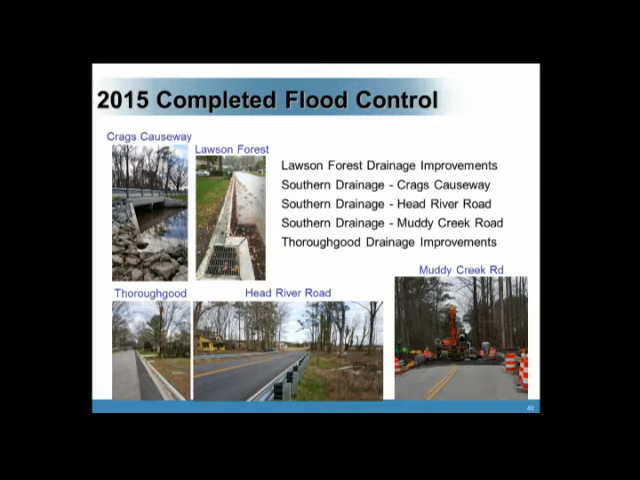 2015 Completed Flood Control
Crags Causeway
Lawson Forest
Lawson Forest Drainage Improvements
Southern Drainage - Crags Causeway
Southern Drainage - Head River Road
Southern Drainage - Muddy Creek Road
Thoroughgood Drainage Improvements
Muddy Creek Rd
Thoroughgood
Head River Road